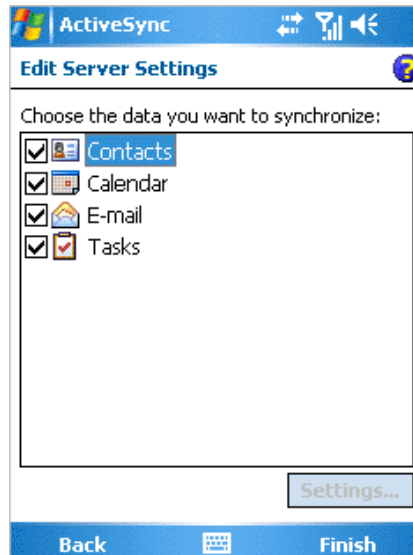 ActiveSync
Edit Server Settings
?
Choose the data you want to synchronize:
Contacts
Calendar
E-mail
Tasks
Settings...
Back
Finish